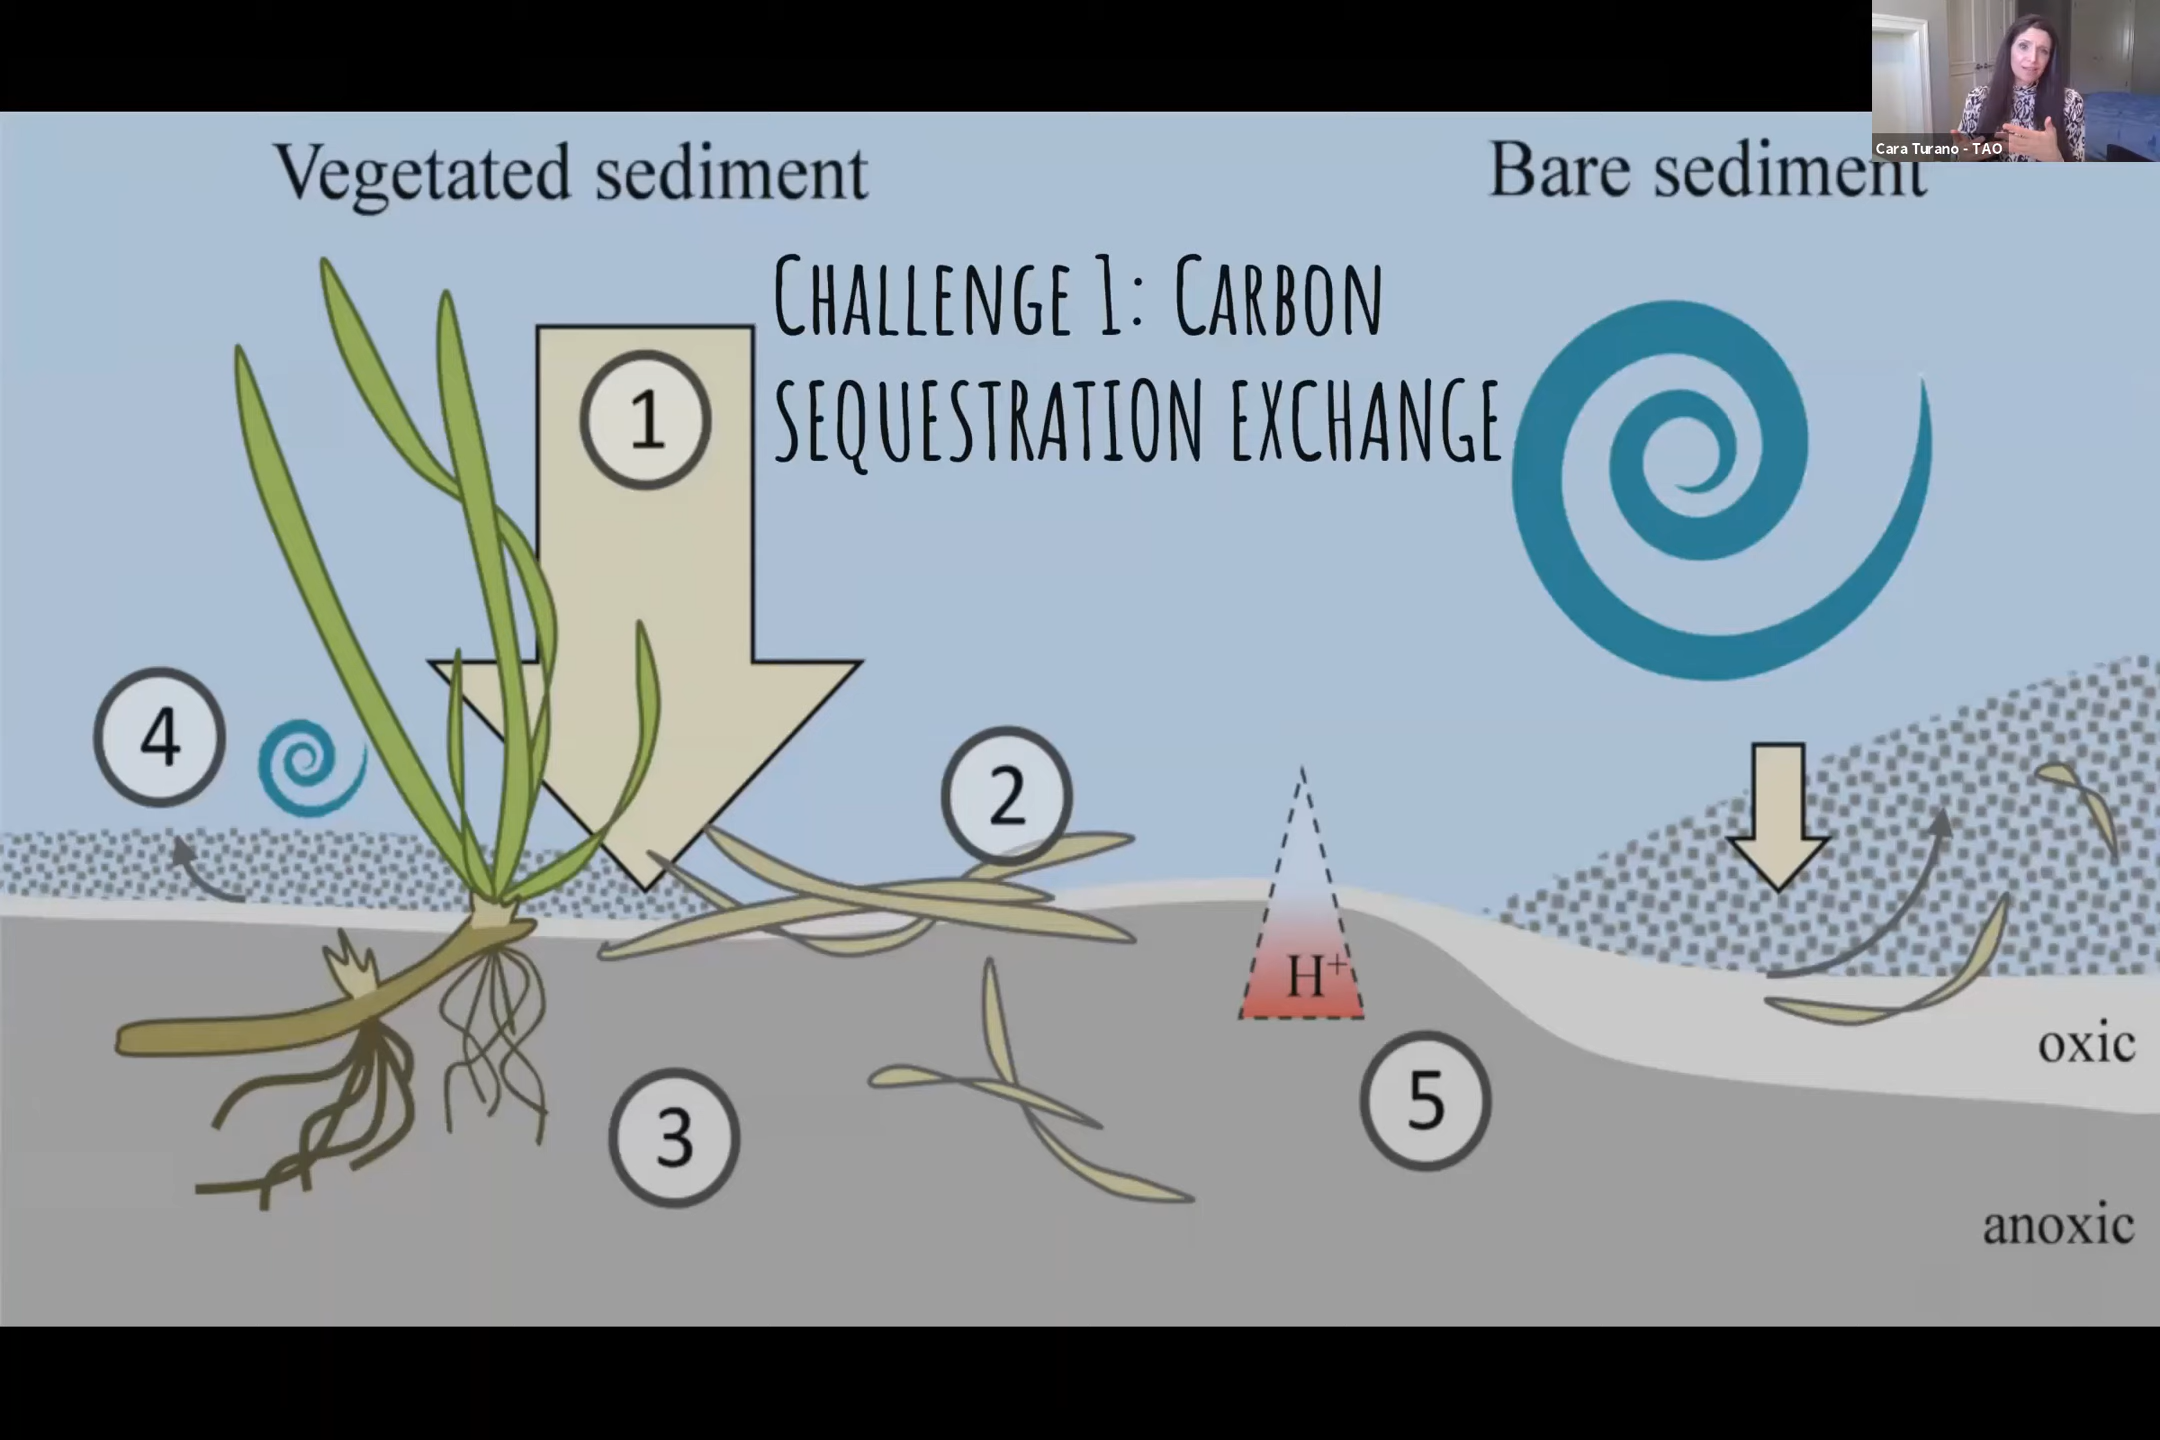 Cara Turano - TAO
Vegetated sediment
Bare sediment
CHALLENGE 1: CARBON
SEQUESTRATION EXCHANGE
1
4
2
H+
3
5
oxic
anoxic